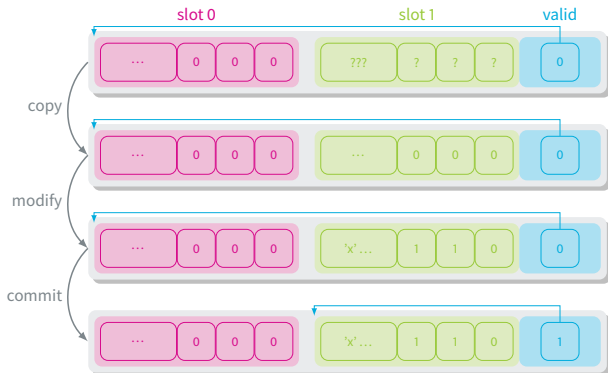 slot 0 slot 1 valid
… 0 0 0 ??? ? ? ? 0
copy
… 0 0 0 … 0 0 0 0
modify
… 0 0 0 'x' … 1 1 0 0
commit
… 0 0 0 'x' … 1 1 0 1